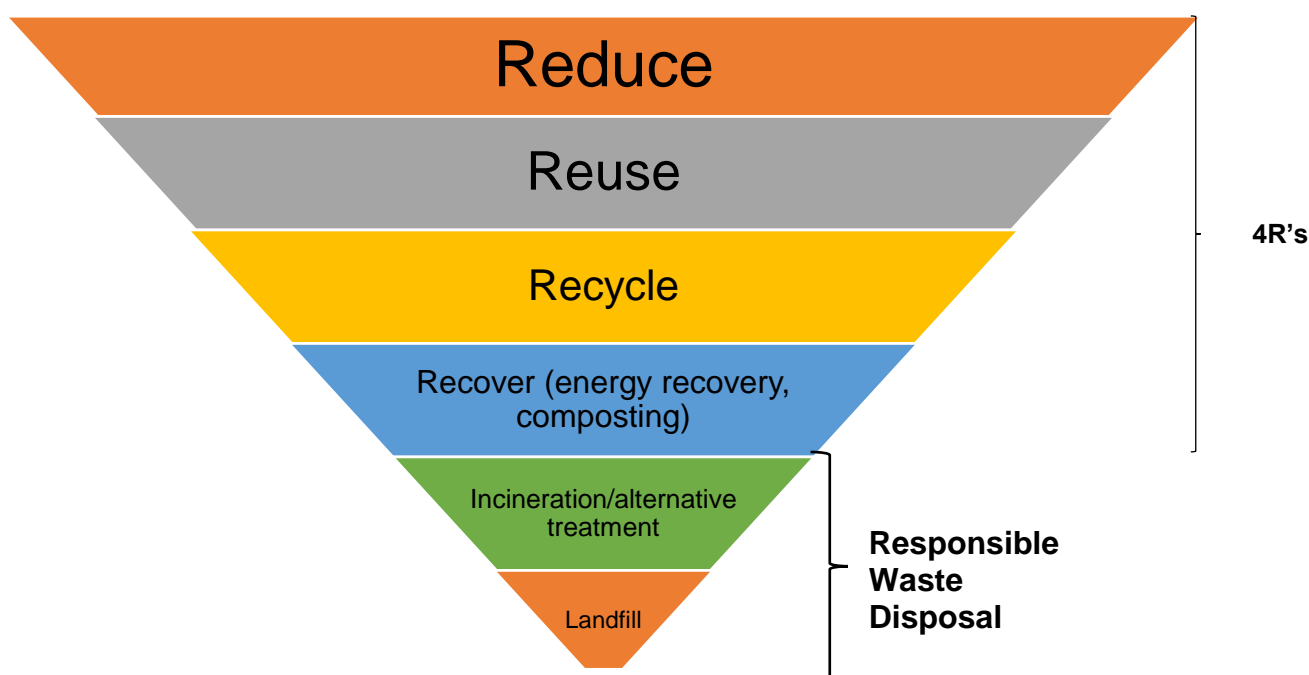 Reduce
Reuse
4R's
Recycle
Recover (energy recovery,
composting)
Incineration/alternative
treatment
Responsible
Waste
Disposal
Landfill